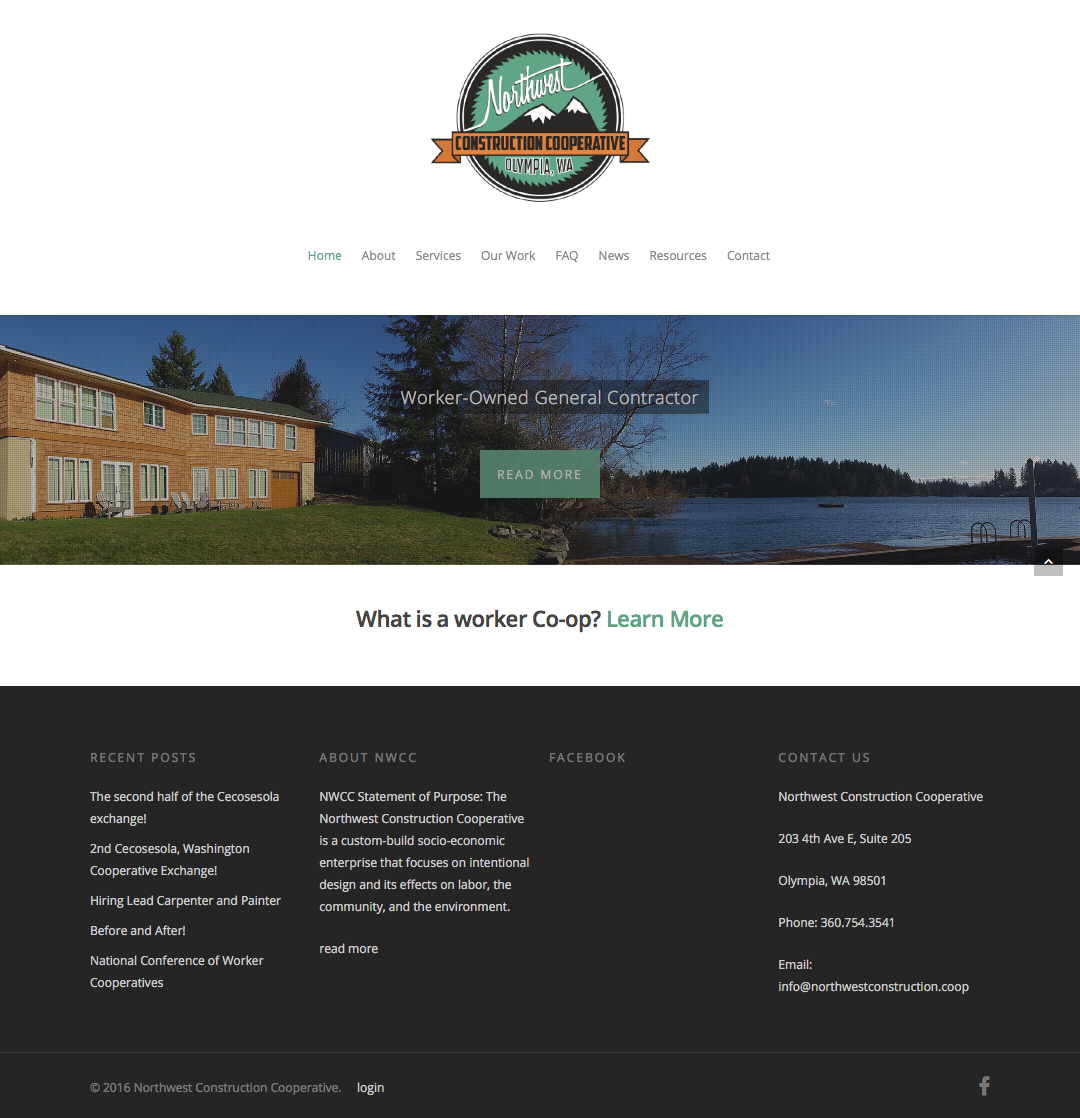 Northwest
CONSTRUCTION COOPERATIVE
OLYMPIA, WA
Home About Services Our Work FAQ News Resources Contact
Worker-Owned General Contractor
READ MORE
What is a worker Co-op? Learn More
RECENT POSTS
The second half of the Cecosesola
exchange!
2nd Cecosesola, Washington
Cooperative Exchange!
Hiring Lead Carpenter and Painter
Before and After!
National Conference of Worker
Cooperatives
ABOUT NWCC
NWCC Statement of Purpose: The
Northwest Construction Cooperative
is a custom-build socio-economic
enterprise that focuses on intentional
design and its effects on labor, the
community, and the environment.
read more
FACEBOOK
CONTACT US
Northwest Construction Cooperative
203 4th Ave E, Suite 205
Olympia, WA 98501
Phone: 360.754.3541
Email:
info@northwestconstruction.coop
© 2016 Northwest Construction Cooperative. login